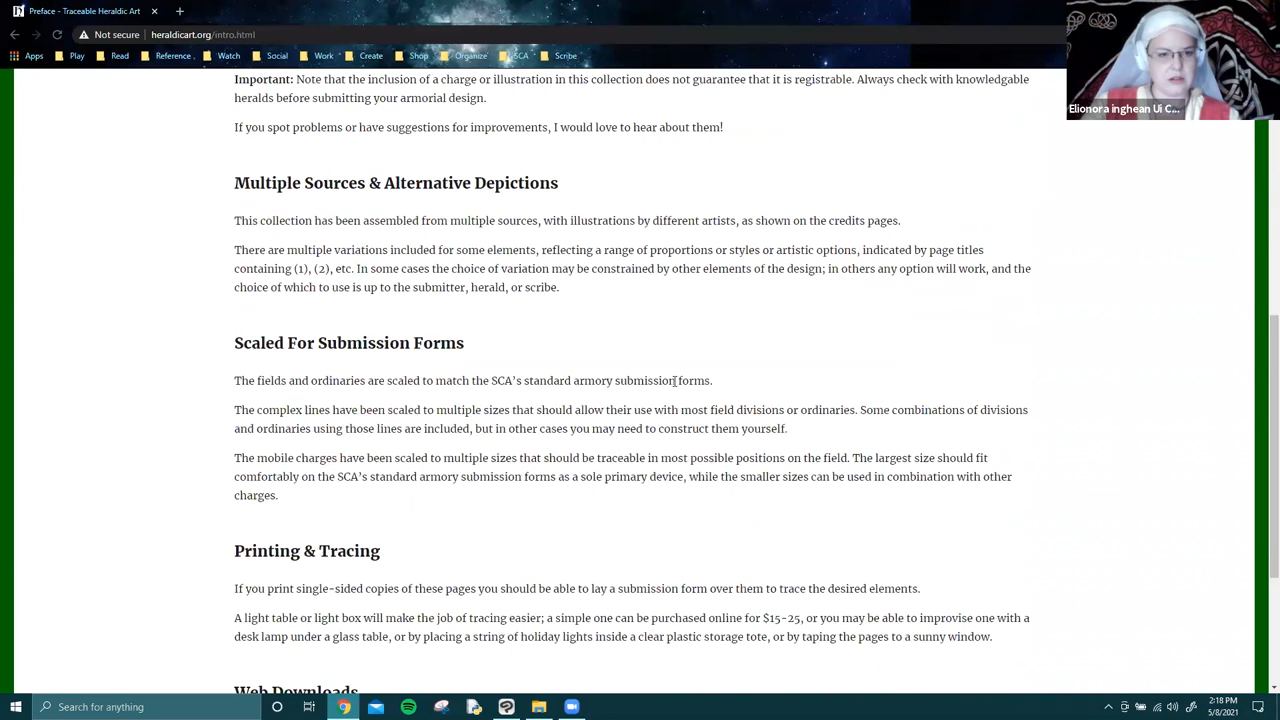 Preface - Traceable Heraldic Art
Not secure | heraldicart.org/intro.html
Apps Play Read Reference Watch Social Work Create Shop Organize SCA Scribe
Elionora inghean Ui C...
Important: Note that the inclusion of a charge or illustration in this collection does not guarantee that it is registrable. Always check with knowledgable
heralds before submitting your armorial design.
If you spot problems or have suggestions for improvements, I would love to hear about them!
Multiple Sources & Alternative Depictions
This collection has been assembled from multiple sources, with illustrations by different artists, as shown on the credits pages.
There are multiple variations included for some elements, reflecting a range of proportions or styles or artistic options, indicated by page titles
containing (1), (2), etc. In some cases the choice of variation may be constrained by other elements of the design; in others any option will work, and the
choice of which to use is up to the submitter, herald, or scribe.
Scaled For Submission Forms
The fields and ordinaries are scaled to match the SCA's standard armory submission forms.
The complex lines have been scaled to multiple sizes that should allow their use with most field divisions or ordinaries. Some combinations of divisions
and ordinaries using those lines are included, but in other cases you may need to construct them yourself.
The mobile charges have been scaled to multiple sizes that should be traceable in most possible positions on the field. The largest size should fit
comfortably on the SCA's standard armory submission forms as a sole primary device, while the smaller sizes can be used in combination with other
charges.
Printing & Tracing
If you print single-sided copies of these pages you should be able to lay a submission form over them to trace the desired elements.
A light table or light box will make the job of tracing easier; a simple one can be purchased online for $15-25, or you may be able to improvise one with a
desk lamp under a glass table, or by placing a string of holiday lights inside a clear plastic storage tote, or by taping the pages to a sunny window.
Web Downloads
Search for anything
2:18 PM
5/8/2021